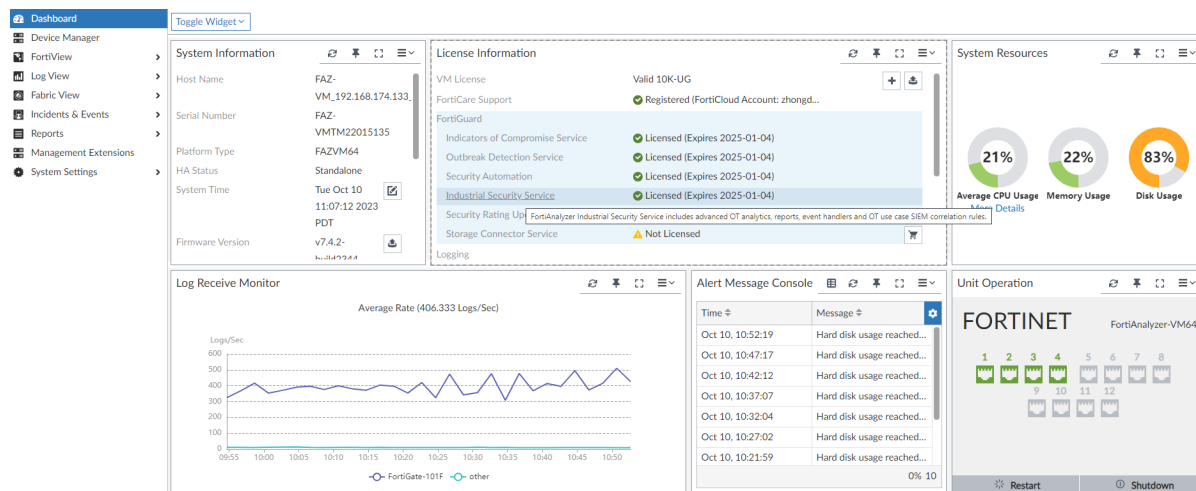 Dashboard
Device Manager
FortiView
Log View
Fabric View
Incidents & Events
Reports
Management Extensions
System Settings
Toggle Widget
System Information
Host Name
FAZ-
VM_192.168.174.133_
Serial Number
FAZ-
VMTM22015135
Platform Type
FAZVM64
HA Status
Standalone
System Time
Tue Oct 10
11:07:12 2023
PDT
Firmware Version
v7.4.2-
build2344
License Information
VM License
Valid 10K-UG
FortiCare Support
Registered (FortiCloud Account: zhongd...
FortiGuard
Indicators of Compromise Service
Licensed (Expires 2025-01-04)
Outbreak Detection Service
Licensed (Expires 2025-01-04)
Security Automation
Licensed (Expires 2025-01-04)
Industrial Security Service
Licensed (Expires 2025-01-04)
Security Rating
FortiAnalyzer Industrial Security Service includes advanced OT analytics, reports, event handlers and OT use case SIEM correlation rules.
Storage Connector Service
Not Licensed
Logging
System Resources
21%
22%
83%
Average CPU Usage
Memory Usage
Disk Usage
More Details
Log Receive Monitor
Average Rate (406.333 Logs/Sec)
Logs/Sec
600
500
400
300
200
100
0
09:55 10:00 10:05 10:10 10:15 10:20 10:25 10:30 10:35 10:40 10:45 10:50
FortiGate-101F other
Alert Message Console
Time Message
Oct 10, 10:52:19 Hard disk usage reached...
Oct 10, 10:47:17 Hard disk usage reached...
Oct 10, 10:42:12 Hard disk usage reached...
Oct 10, 10:37:07 Hard disk usage reached...
Oct 10, 10:32:04 Hard disk usage reached...
Oct 10, 10:27:02 Hard disk usage reached...
Oct 10, 10:21:59 Hard disk usage reached...
0% 10
Unit Operation
FORTINET
FortiAnalyzer-VM64
1 2 3 4 5 6 7 8
9 10 11 12
Restart
Shutdown